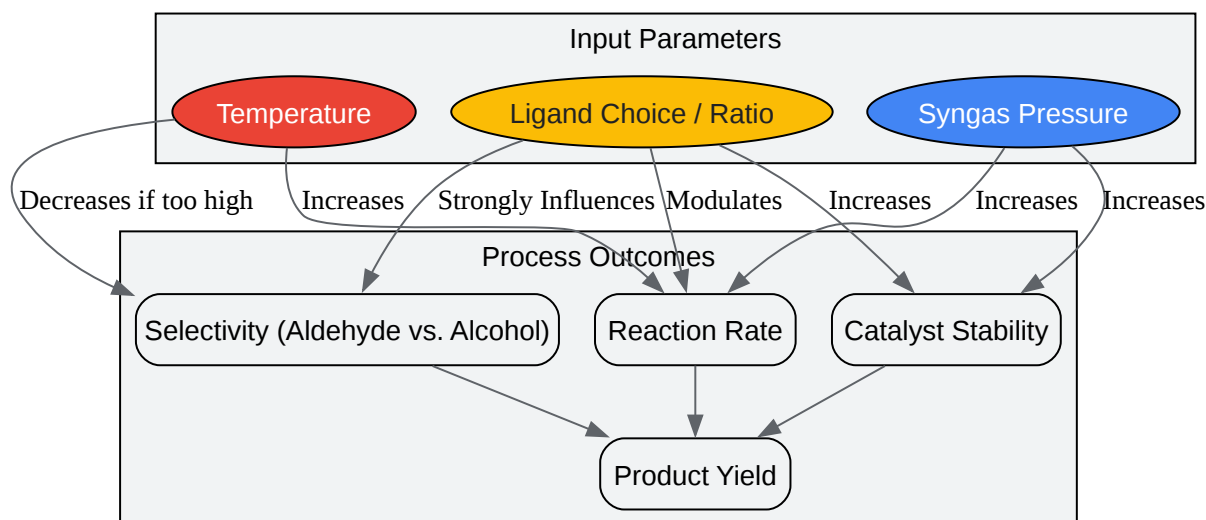 Input Parameters
Temperature
Ligand Choice / Ratio
Syngas Pressure
Decreases if too high
Increases
Strongly Influences
Modulates
Increases
Increases
Increases
Process Outcomes
Selectivity (Aldehyde vs. Alcohol)
Reaction Rate
Catalyst Stability
Product Yield